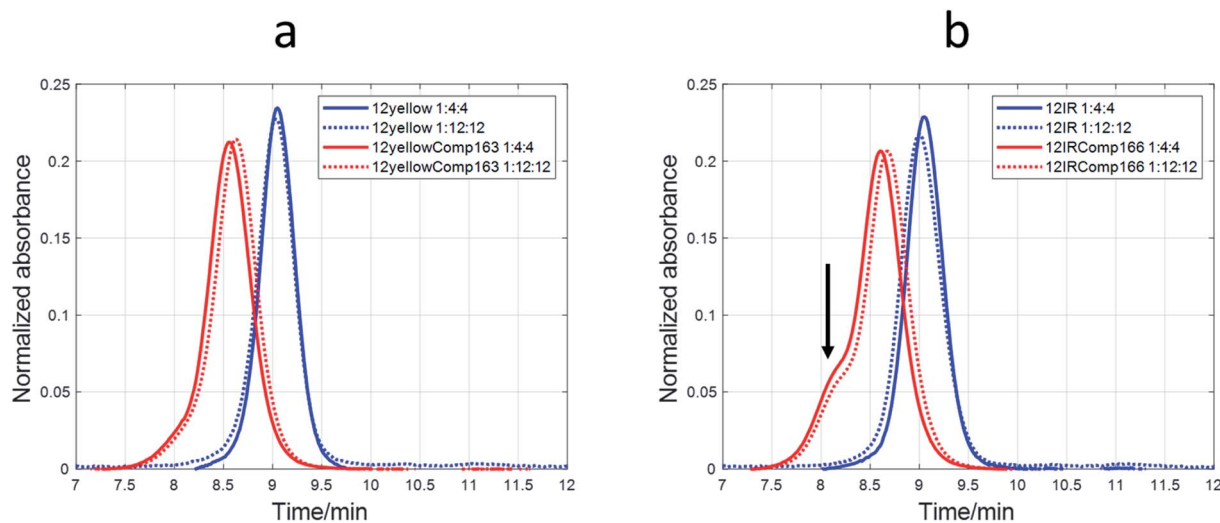 a
0.25
0.2
0.15
0.1
0.05
0
Normalized absorbance
7 7.5 8 8.5 9 9.5 10 10.5 11 11.5 12
Time/min
12yellow 1:4:4
12yellow 1:12:12
12yellowComp163 1:4:4
12yellowComp163 1:12:12
b
0.25
0.2
0.15
0.1
0.05
0
Normalized absorbance
7 7.5 8 8.5 9 9.5 10 10.5 11 11.5 12
Time/min
12IR 1:4:4
12IR 1:12:12
12IRComp166 1:4:4
12IRComp166 1:12:12